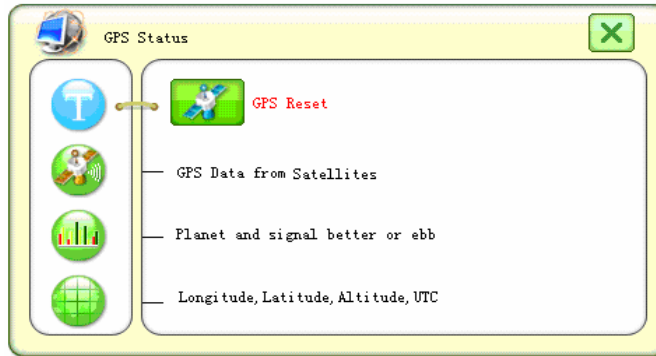 GPS Status
T
GPS Reset
GPS Data from Satellites
Planet and signal better or ebb
Longitude, Latitude, Altitude, UTC